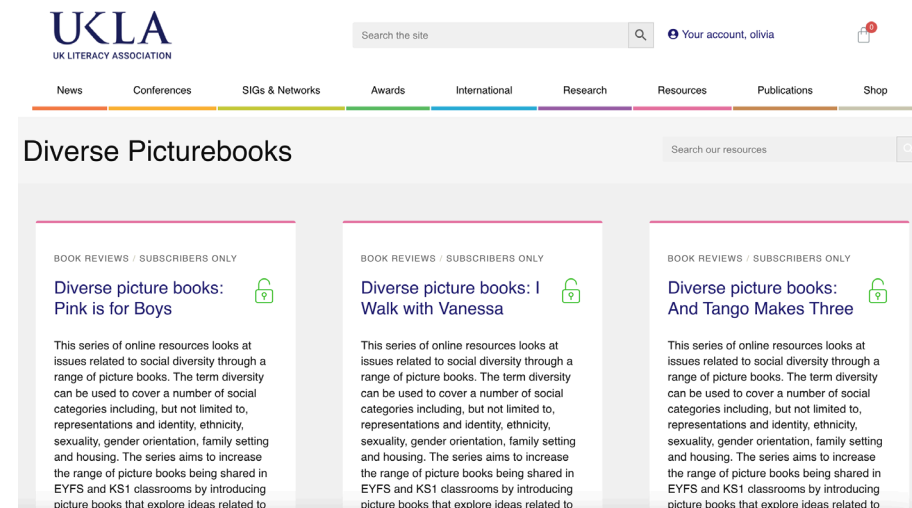 UKLA
UK LITERACY ASSOCIATION
Search the site
Your account, olivia
0
News
Conferences
SIGs & Networks
Awards
International
Research
Resources
Publications
Shop
Diverse Picturebooks
Search our resources
BOOK REVIEWS / SUBSCRIBERS ONLY
Diverse picture books:
Pink is for Boys
This series of online resources looks at
issues related to social diversity through a
range of picture books. The term diversity
can be used to cover a number of social
categories including, but not limited to,
representations and identity, ethnicity,
sexuality, gender orientation, family setting
and housing. The series aims to increase
the range of picture books being shared in
EYFS and KS1 classrooms by introducing
picture books that explore ideas related to
BOOK REVIEWS / SUBSCRIBERS ONLY
Diverse picture books: I
Walk with Vanessa
This series of online resources looks at
issues related to social diversity through a
range of picture books. The term diversity
can be used to cover a number of social
categories including, but not limited to,
representations and identity, ethnicity,
sexuality, gender orientation, family setting
and housing. The series aims to increase
the range of picture books being shared in
EYFS and KS1 classrooms by introducing
picture books that explore ideas related to
BOOK REVIEWS / SUBSCRIBERS ONLY
Diverse picture books:
And Tango Makes Three
This series of online resources looks at
issues related to social diversity through a
range of picture books. The term diversity
can be used to cover a number of social
categories including, but not limited to,
representations and identity, ethnicity,
sexuality, gender orientation, family setting
and housing. The series aims to increase
the range of picture books being shared in
EYFS and KS1 classrooms by introducing
picture books that explore ideas related to